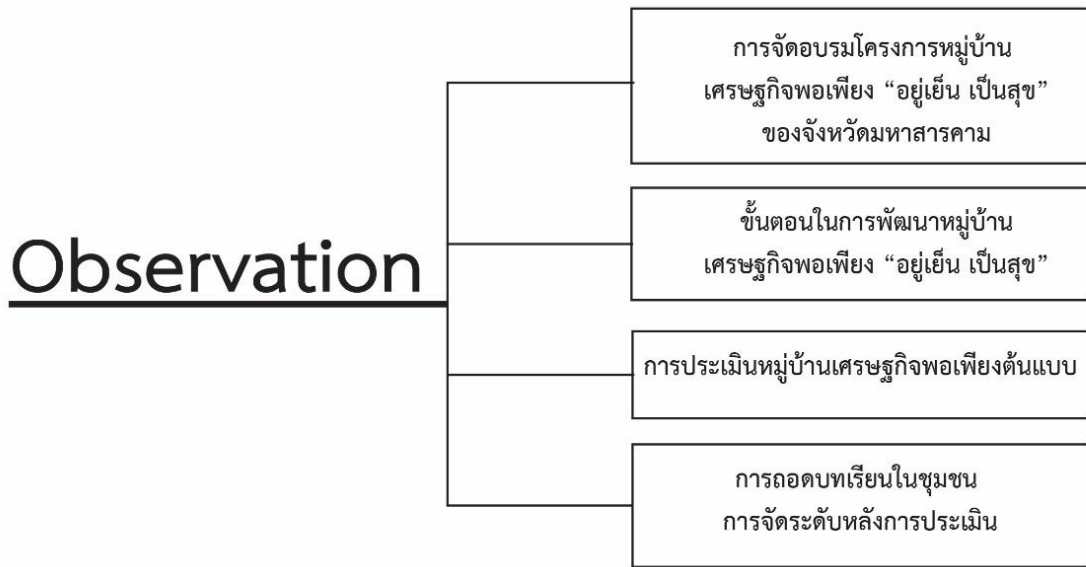 Observation
การจัดอบรมโครงการหมู่บ้าน
เศรษฐกิจพอเพียง “อยู่เย็น เป็นสุข”
ของจังหวัดมหาสารคาม
ขั้นตอนในการพัฒนาหมู่บ้าน
เศรษฐกิจพอเพียง “อยู่เย็น เป็นสุข”
การประเมินหมู่บ้านเศรษฐกิจพอเพียงต้นแบบ
การถอดบทเรียนในชุมชน
การจัดระดับหลังการประเมิน